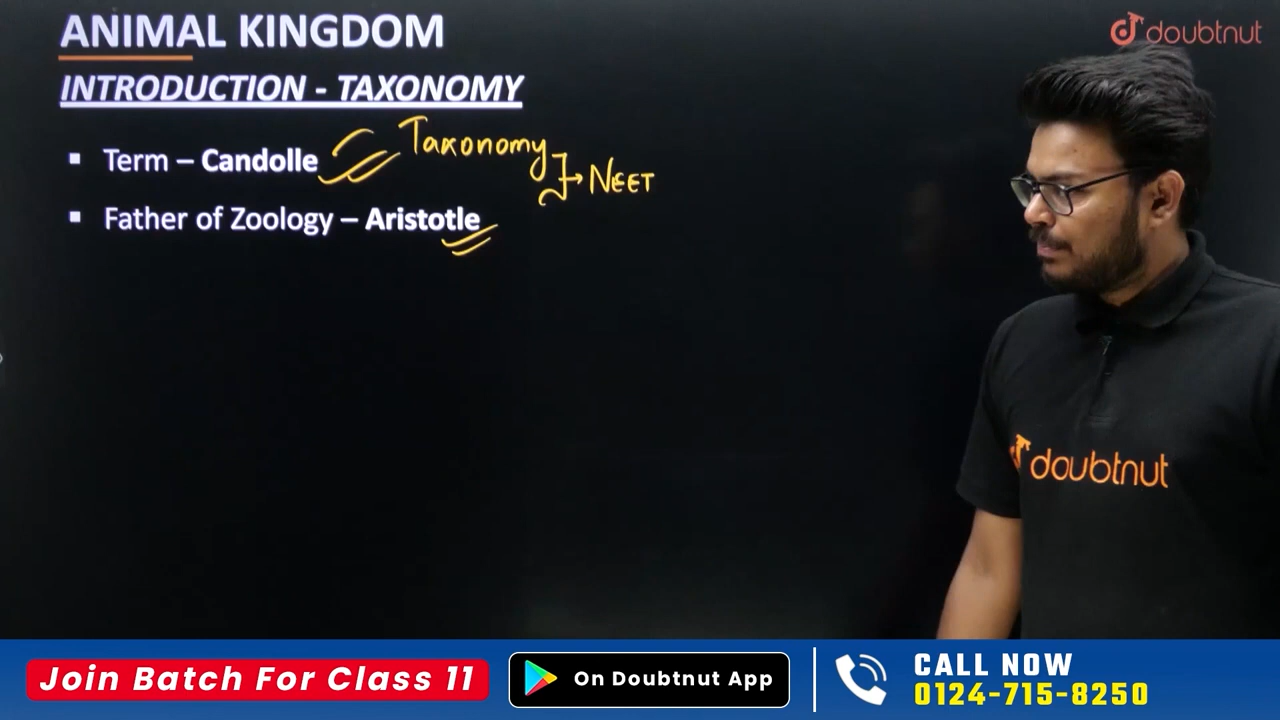 ANIMAL KINGDOM
doubtnut
INTRODUCTION - TAXONOMY
▪ Term – Candolle Taxonomy
NEET
▪ Father of Zoology – Aristotle
doubtnut
Join Batch For Class 11
On Doubtnut App
CALL NOW
0124-715-8250